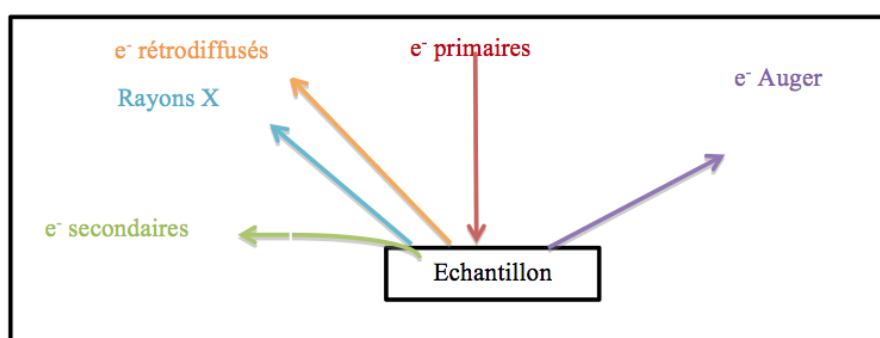 e⁻ rétrodiffusés
e⁻ primaires
e⁻ Auger
Rayons X
e⁻ secondaires
Echantillon